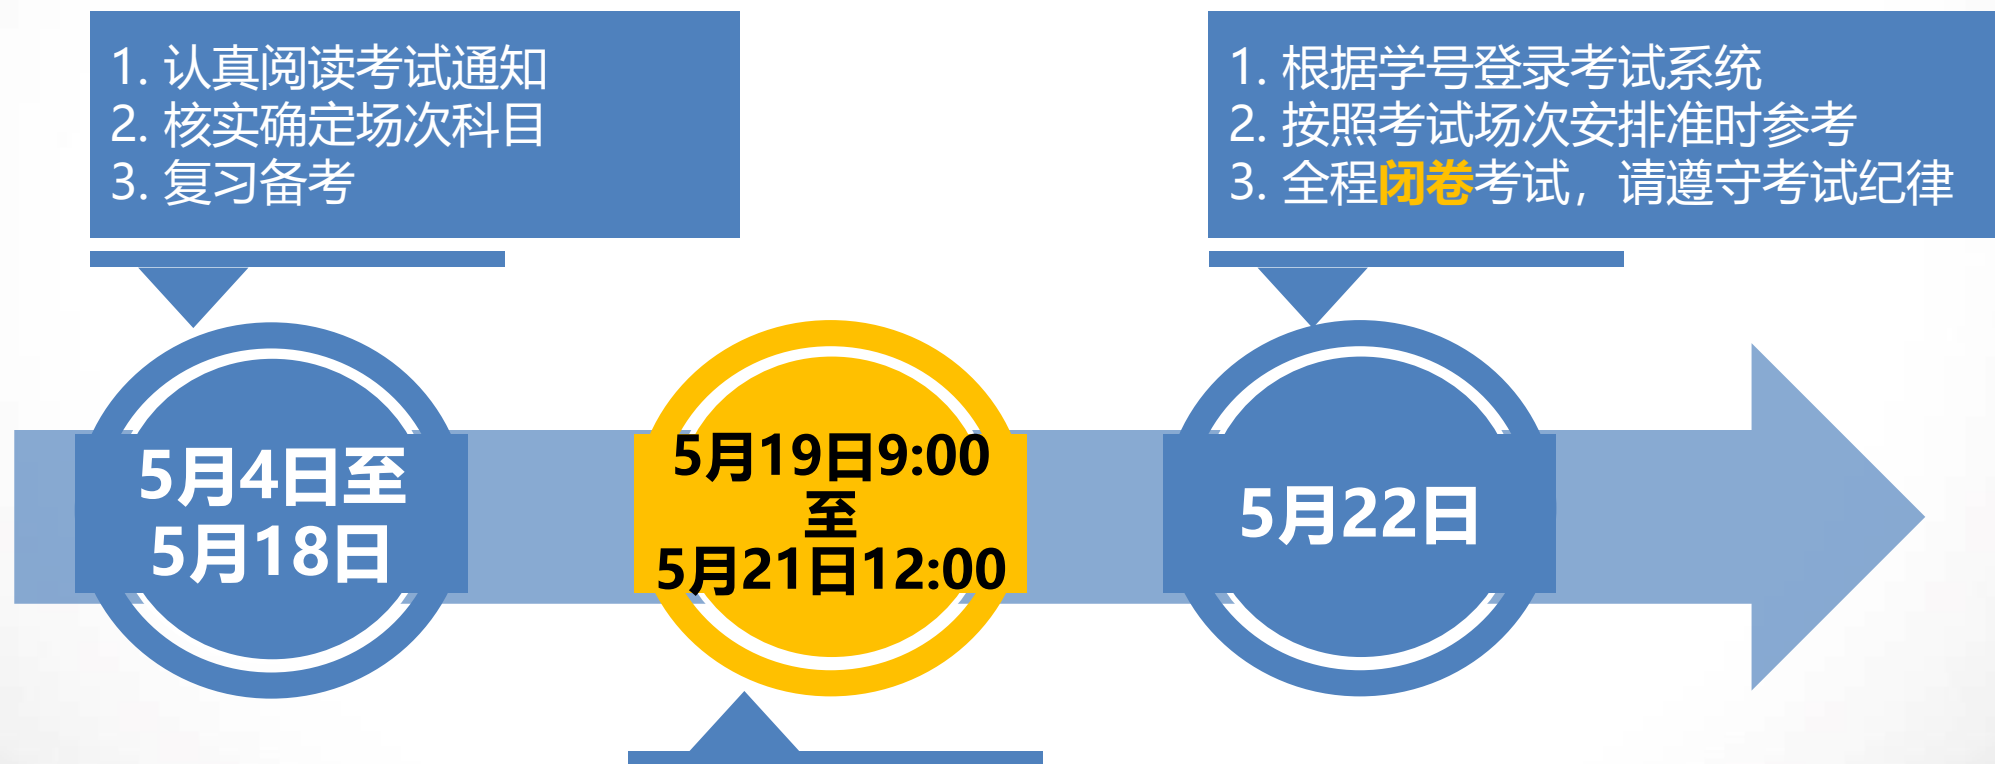 1. 认真阅读考试通知
2. 核实确定场次科目
3. 复习备考
1. 根据学号登录考试系统
2. 按照考试场次安排准时参考
3. 全程闭卷考试，请遵守考试纪律
5月4日至
5月18日
5月19日9:00
至
5月21日12:00
5月22日